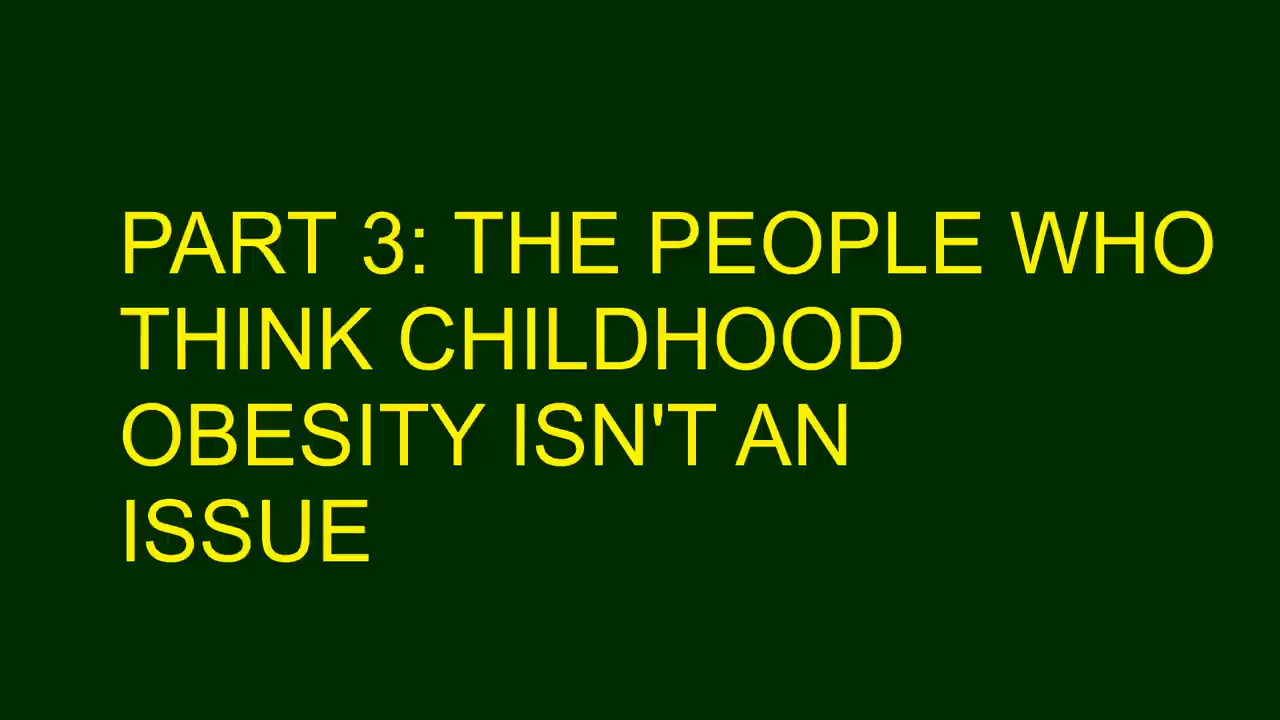 PART 3: THE PEOPLE WHO
THINK CHILDHOOD
OBESITY ISN'T AN
ISSUE